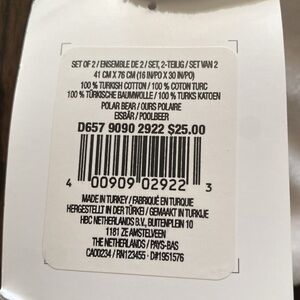 SET OF 2 / ENSEMBLE DE 2 / SET, 2-TEILIG / SET VAN 2
41 CM X 76 CM (16 IN/PO X 30 IN/PO)
100 % TURKISH COTTON / 100 % COTON TURC
100 % TÜRKISCHE BAUMWOLLE / 100 % TURKS KATOEN
POLAR BEAR / OURS POLAIRE
EISBÄR / POOLBEER
D657 9090 2922 $25.00
4 00909 02922 3
MADE IN TURKEY / FABRIQUÉ EN TURQUIE
HERGESTELLT IN DER TÜRKEI / GEMAAKT IN TURKIJE
HBC NETHERLANDS B.V., BUITENPLEIN 10
1181 ZE AMSTELVEEN
THE NETHERLANDS / PAYS-BAS
CA00234 / RN123455 - D#1951576